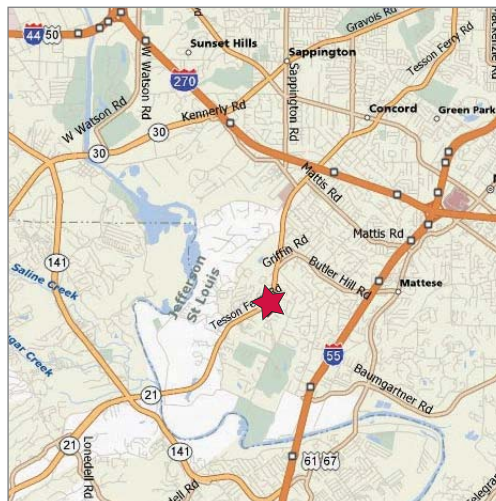 44 50
W Watson Rd
Sunset Hills
Gravois Rd
Sappington
Tesson Ferry Rd
270
Sappington Rd
Kennerly Rd
Concord
Green Park
W Watson Rd
30
30
Mattis Rd
Griffin Rd
Mattis Rd
Butler Hill Rd
Mattese
141
Saline Creek
Jefferson
St Louis
Tesson Ferry Rd
55
Baumgartner Rd
21
21
141
Lonedell Rd
61 67